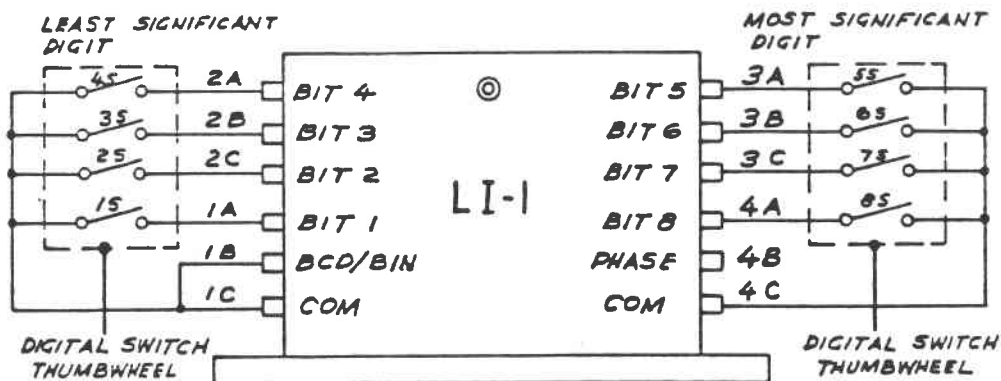 LEAST SIGNIFICANT
DIGIT
MOST SIGNIFICANT
DIGIT
4S
2A
BIT 4
BIT 5
3A
5S
3S
2B
BIT 3
BIT 6
3B
6S
2S
2C
BIT 2
BIT 7
3C
7S
LI-1
1S
1A
BIT 1
BIT 8
4A
8S
1B
BCD/BIN
PHASE
4B
1C
COM
COM
4C
DIGITAL SWITCH
THUMBWHEEL
DIGITAL SWITCH
THUMBWHEEL